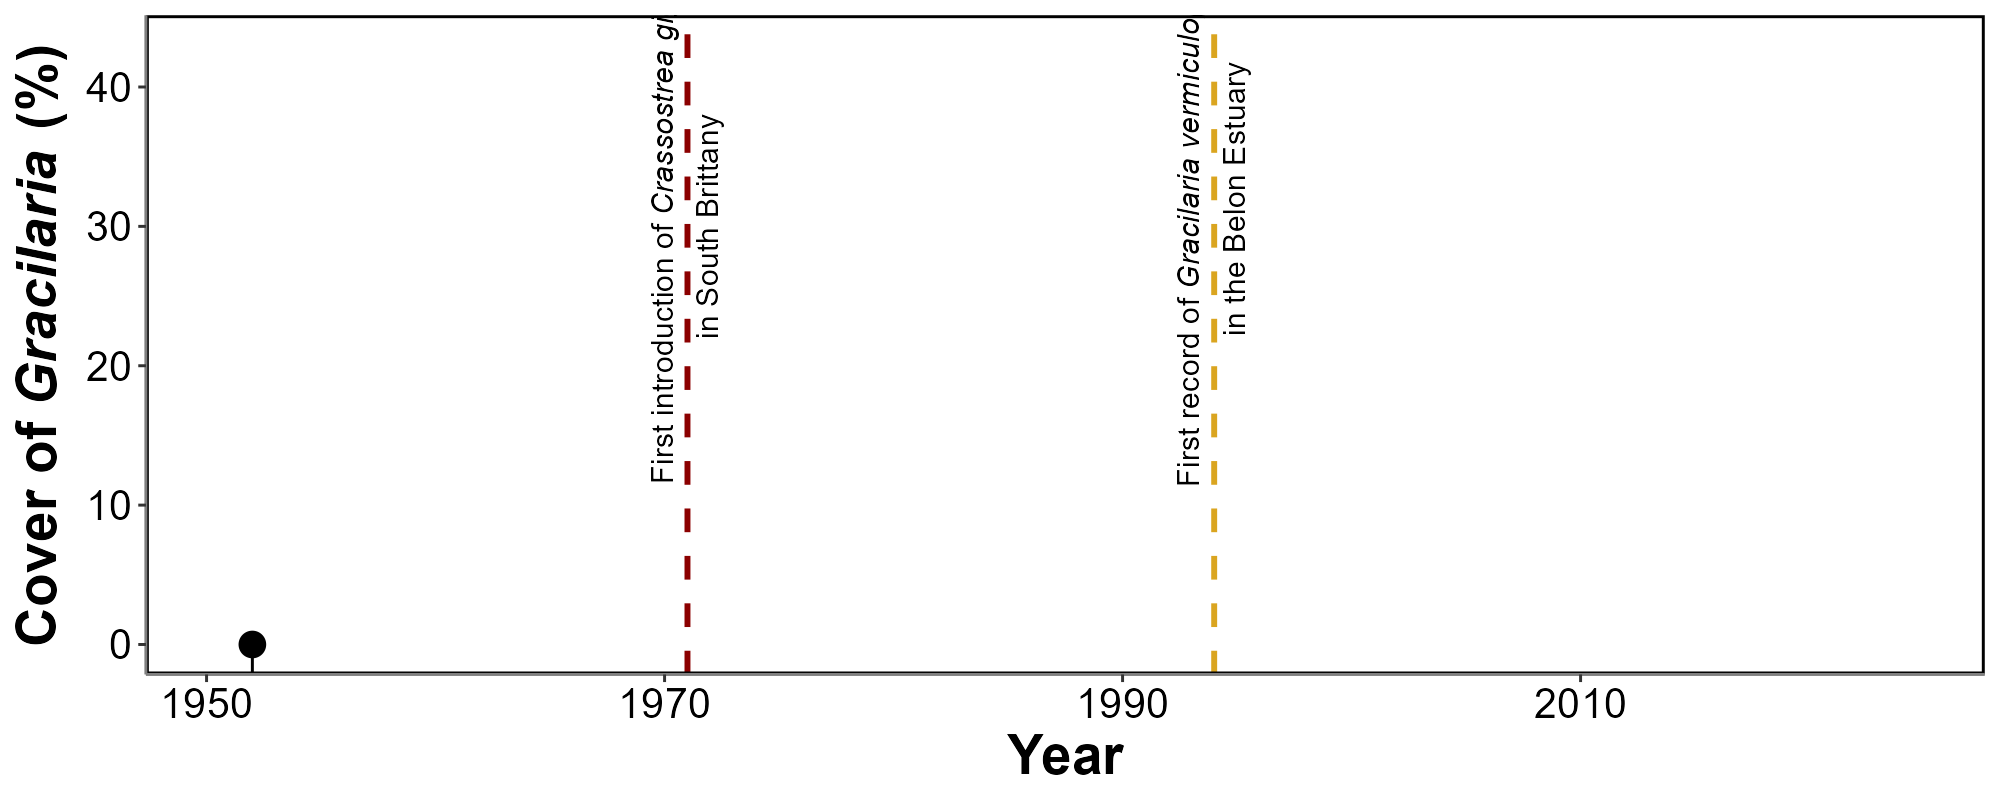 Cover of Gracilaria (%)
40
30
20
10
0
First introduction of Crassostrea gi
in South Brittany
First record of Gracilaria vermiculo
in the Belon Estuary
1950
1970
1990
2010
Year